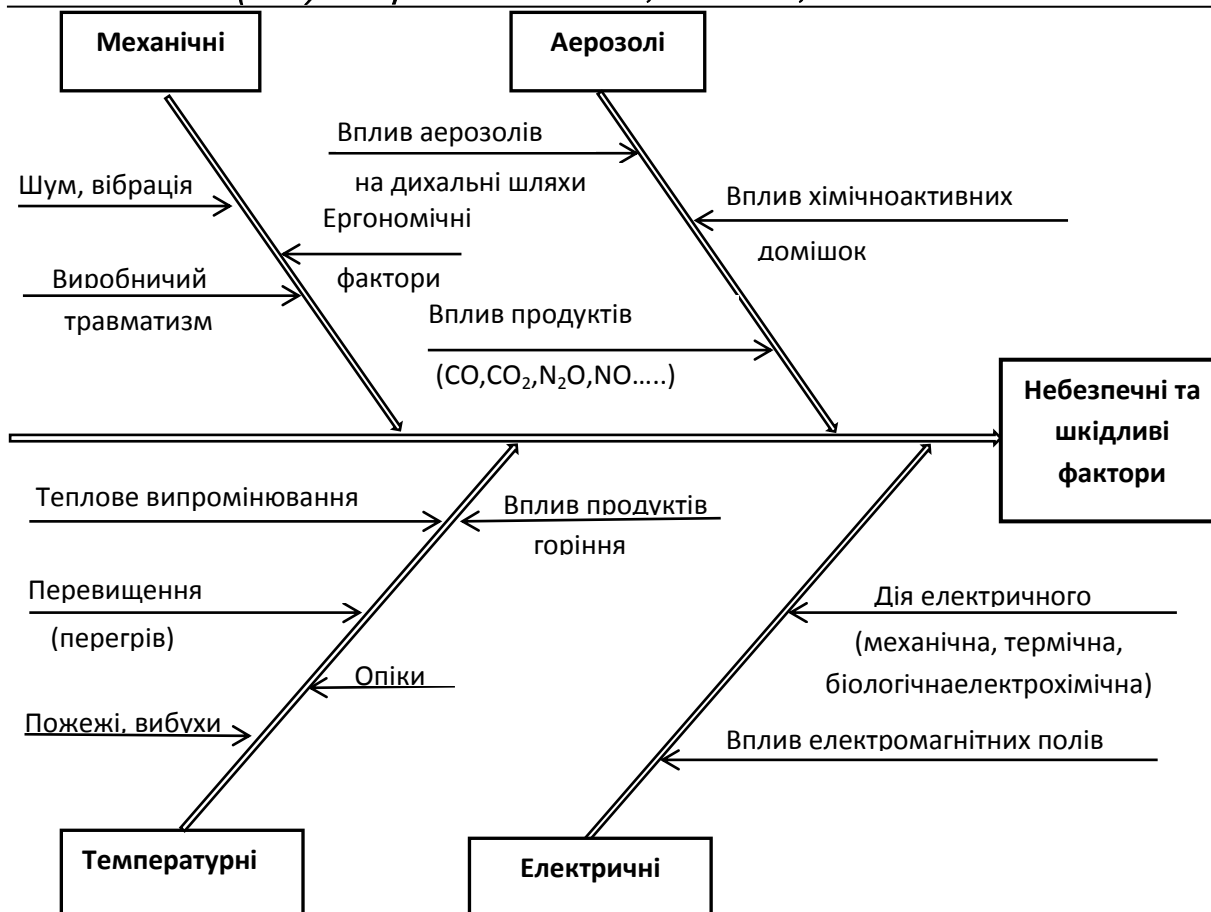 Механічні
Аерозолі
Вплив аерозолів
на дихальні шляхи
Шум, вібрація
Ергономічні
фактори
Виробничий
травматизм
Вплив хімічноактивних
домішок
Вплив продуктів
(CO,CO₂,N₂O,NO…..)
Небезпечні та
шкідливі
фактори
Теплове випромінювання
Вплив продуктів
горіння
Перевищення
(перегрів)
Опіки
Пожежі, вибухи
Дія електричного
(механічна, термічна,
біологічнаелектрохімічна)
Вплив електромагнітних полів
Температурні
Електричні